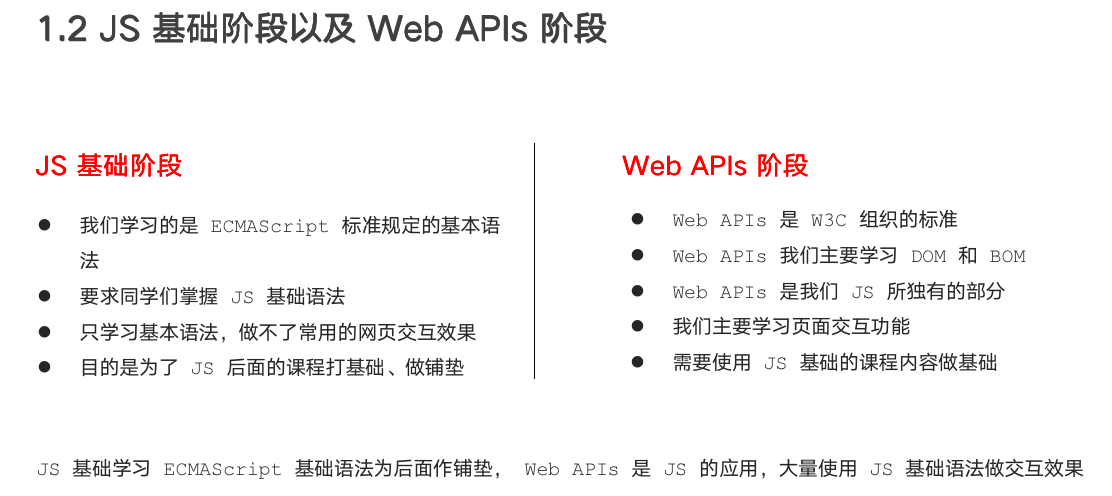 1.2 JS 基础阶段以及 Web APIs 阶段
JS 基础阶段
● 我们学习的是 ECMAScript 标准规定的基本语
法
● 要求同学们掌握 JS 基础语法
● 只学习基本语法，做不了常用的网页交互效果
● 目的是为了 JS 后面的课程打基础、做铺垫
Web APIs 阶段
● Web APIs 是 W3C 组织的标准
● Web APIs 我们主要学习 DOM 和 BOM
● Web APIs 是我们 JS 所独有的部分
● 我们主要学习页面交互功能
● 需要使用 JS 基础的课程内容做基础
JS 基础学习 ECMAScript 基础语法为后面作铺垫， Web APIs 是 JS 的应用，大量使用 JS 基础语法做交互效果